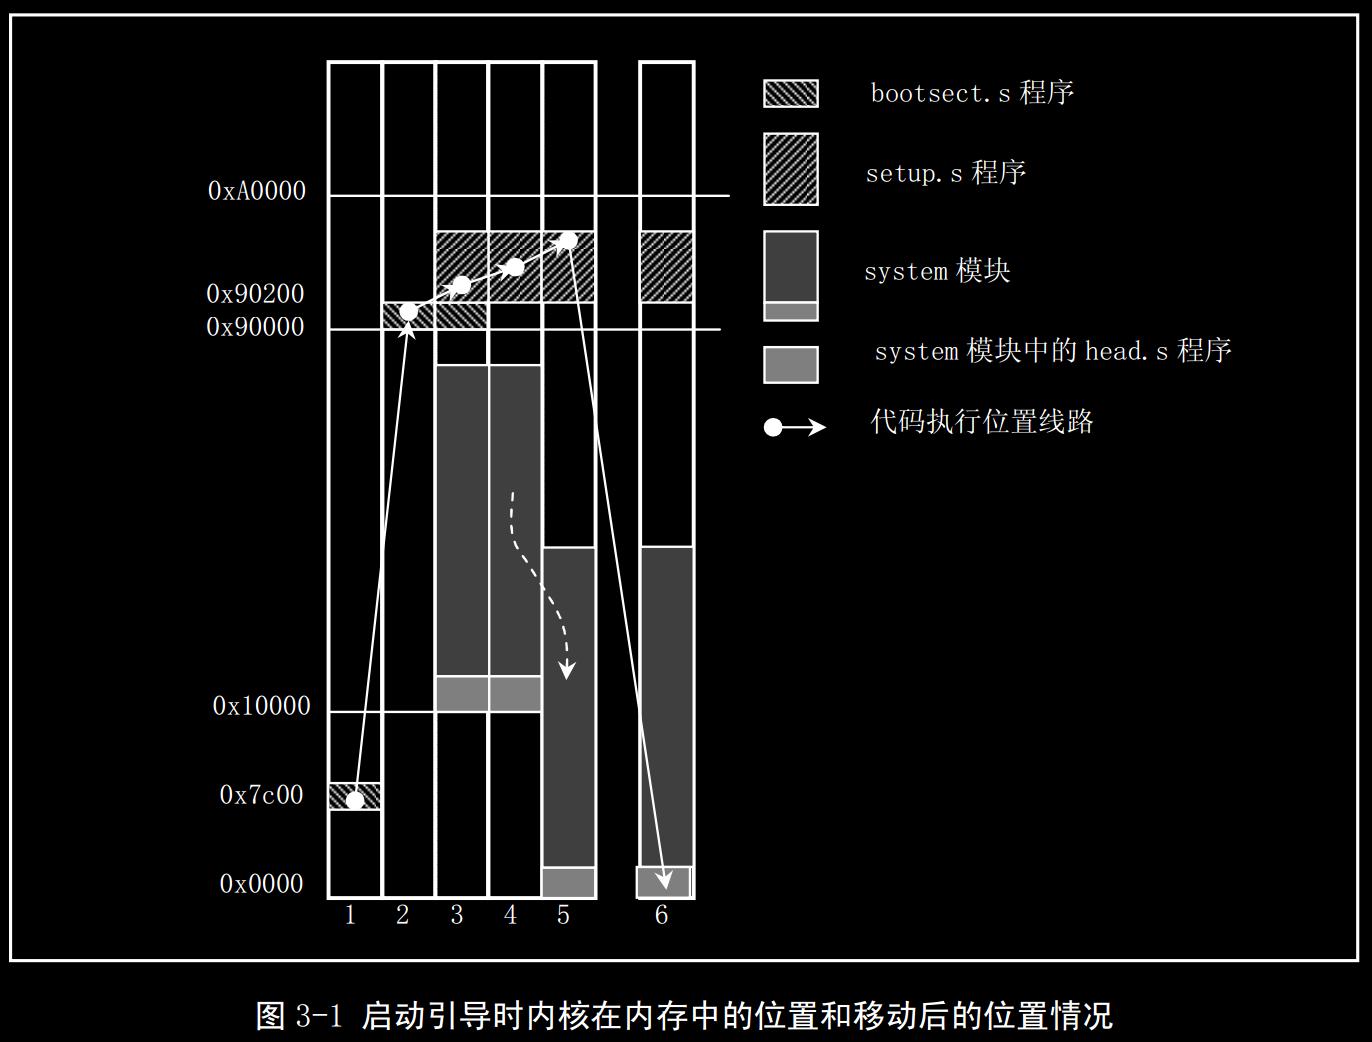 bootsect.s 程序
setup.s 程序
0xA0000
system 模块
0x90200
0x90000
system 模块中的 head.s 程序
代码执行位置线路
0x10000
0x7c00
0x0000
1 2 3 4 5 6
图 3-1 启动引导时内核在内存中的位置和移动后的位置情况